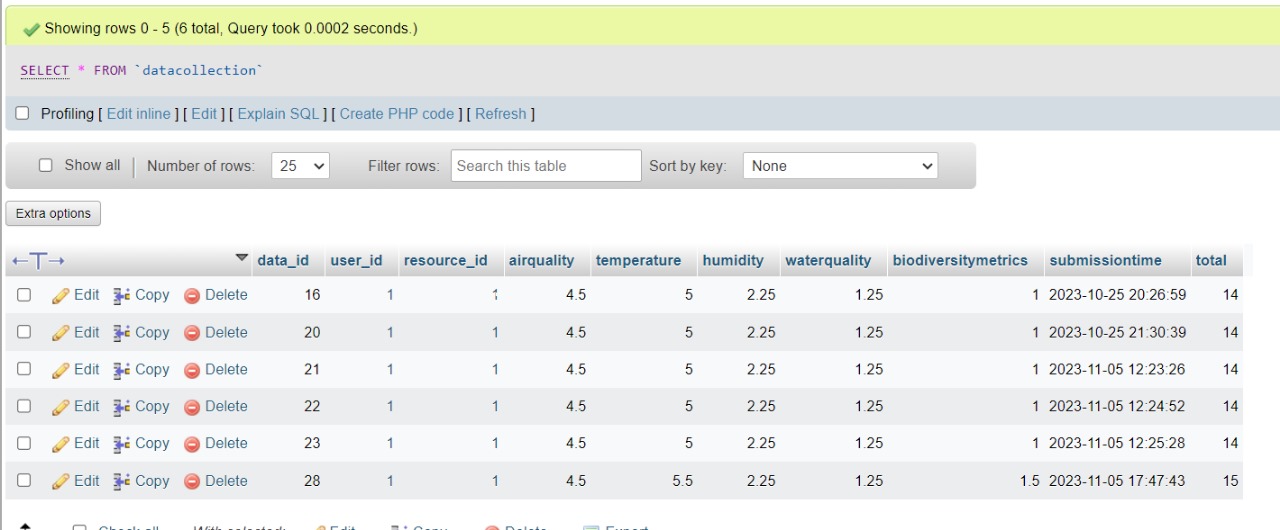 Showing rows 0 - 5 (6 total, Query took 0.0002 seconds.)
SELECT * FROM `datacollection`
Profiling [ Edit inline ] [ Edit ] [ Explain SQL ] [ Create PHP code ] [ Refresh ]
Show all Number of rows: 25 Filter rows: Search this table Sort by key: None
Extra options
←T→ data_id user_id resource_id airquality temperature humidity waterquality biodiversitymetrics submissiontime total
Edit Copy Delete 16 1 1 4.5 5 2.25 1.25 1 2023-10-25 20:26:59 14
Edit Copy Delete 20 1 1 4.5 5 2.25 1.25 1 2023-10-25 21:30:39 14
Edit Copy Delete 21 1 1 4.5 5 2.25 1.25 1 2023-11-05 12:23:26 14
Edit Copy Delete 22 1 1 4.5 5 2.25 1.25 1 2023-11-05 12:24:52 14
Edit Copy Delete 23 1 1 4.5 5 2.25 1.25 1 2023-11-05 12:25:28 14
Edit Copy Delete 28 1 1 4.5 5.5 2.25 1.25 1.5 2023-11-05 17:47:43 15
Check all With selected: Edit Copy Delete Export